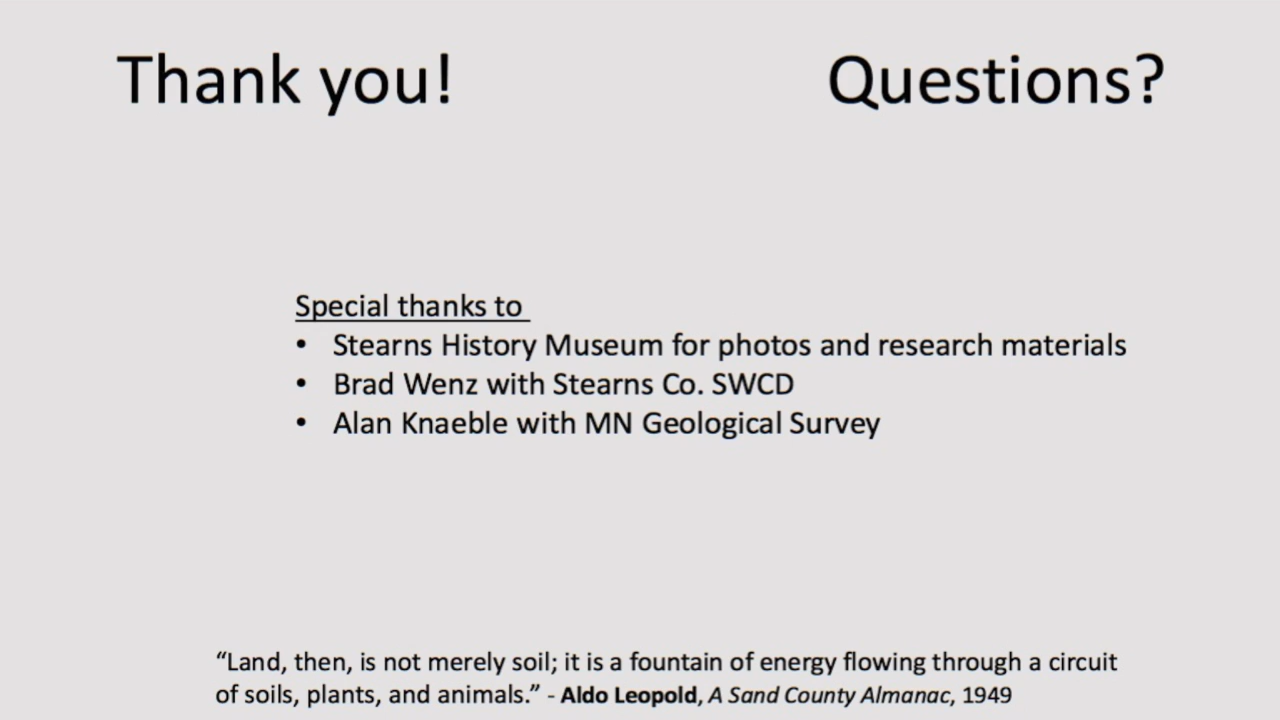 Thank you!
Questions?
Special thanks to
• Stearns History Museum for photos and research materials
• Brad Wenz with Stearns Co. SWCD
• Alan Knaeble with MN Geological Survey
“Land, then, is not merely soil; it is a fountain of energy flowing through a circuit
of soils, plants, and animals.” - Aldo Leopold, A Sand County Almanac, 1949